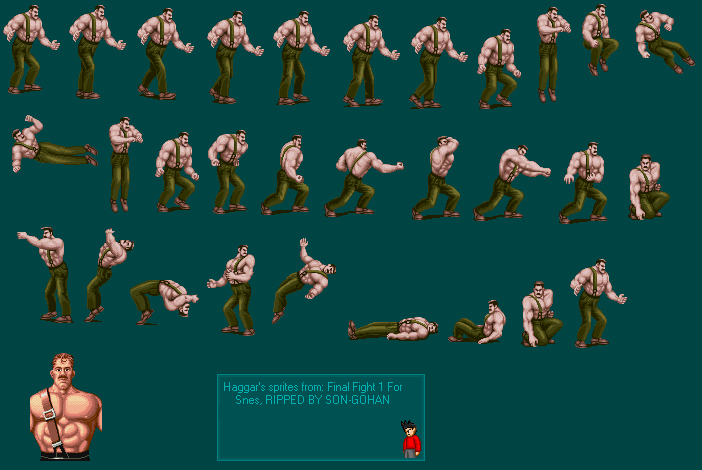 Haggar's sprites from: Final Fight 1 For
Snes, RIPPED BY SON-GOHAN